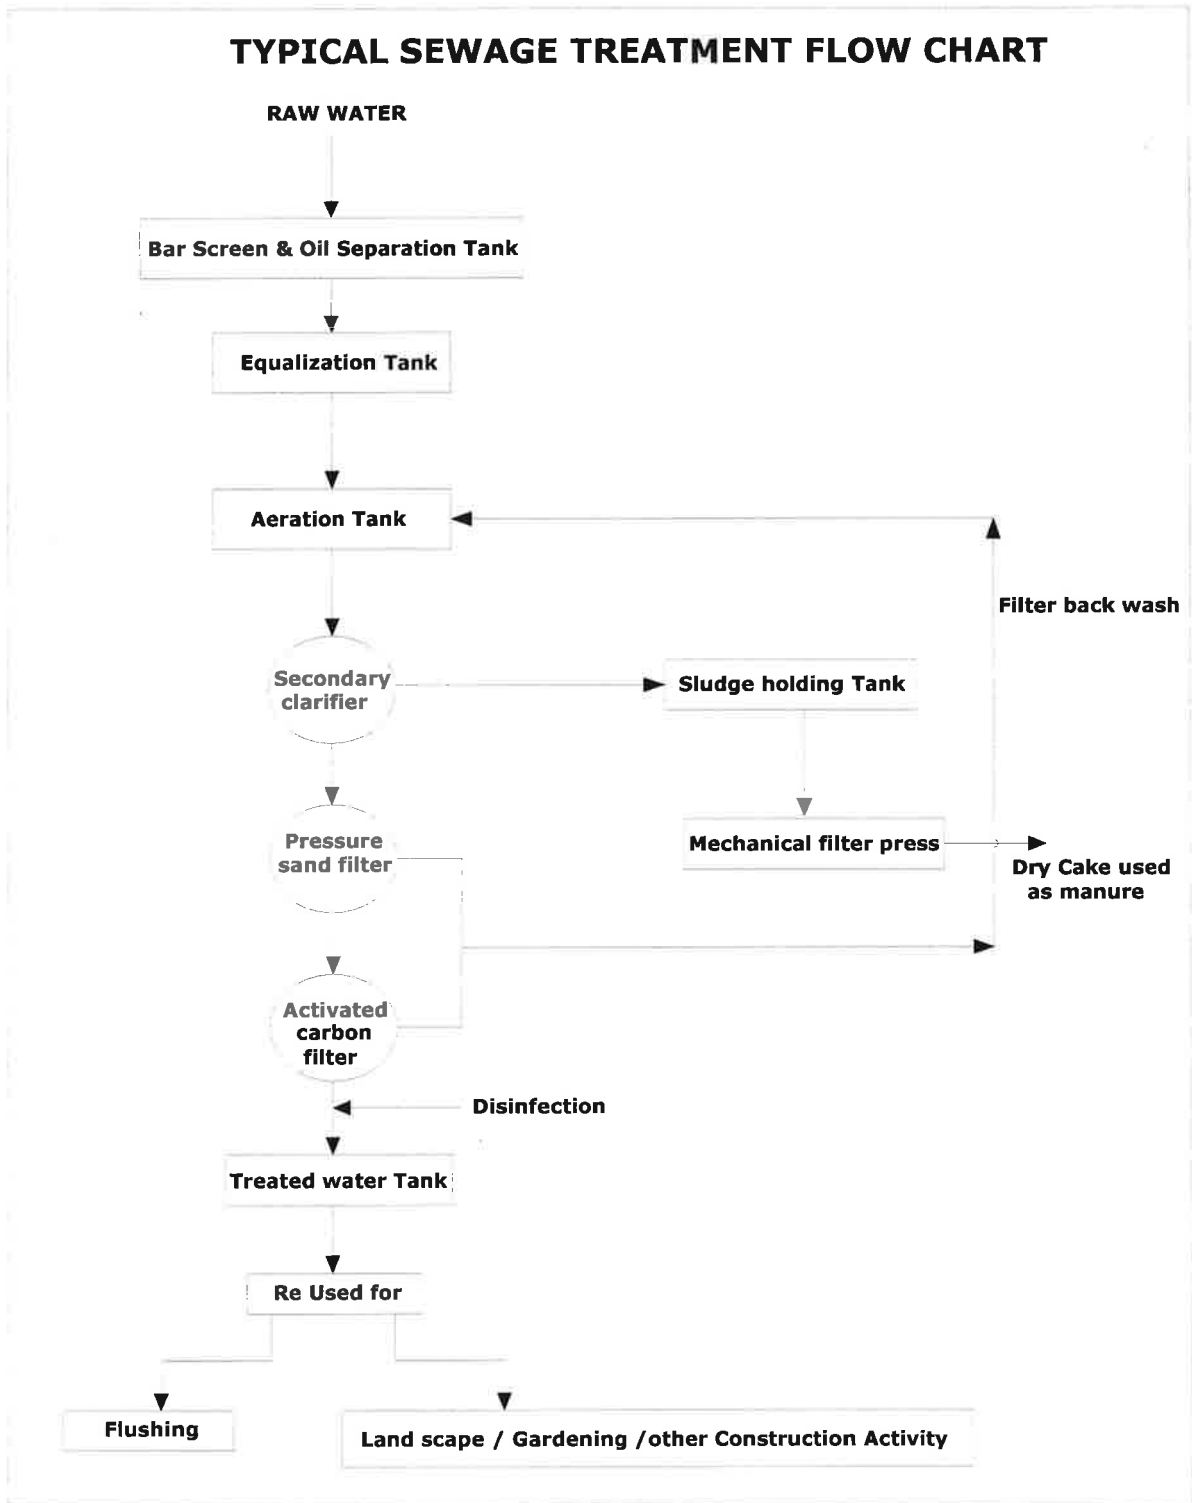 TYPICAL SEWAGE TREATMENT FLOW CHART
RAW WATER
Bar Screen & Oil Separation Tank
Equalization Tank
Aeration Tank
Filter back wash
Secondary
clarifier
Sludge holding Tank
Pressure
sand filter
Mechanical filter press
Dry Cake used
as manure
Activated
carbon
filter
Disinfection
Treated water Tank
Re Used for
Flushing
Land scape / Gardening /other Construction Activity